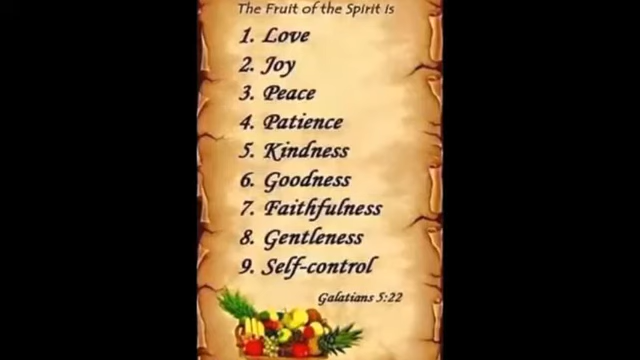 The Fruit of the Spirit is
1. Love
2. Joy
3. Peace
4. Patience
5. Kindness
6. Goodness
7. Faithfulness
8. Gentleness
9. Self-control
Galatians 5:22